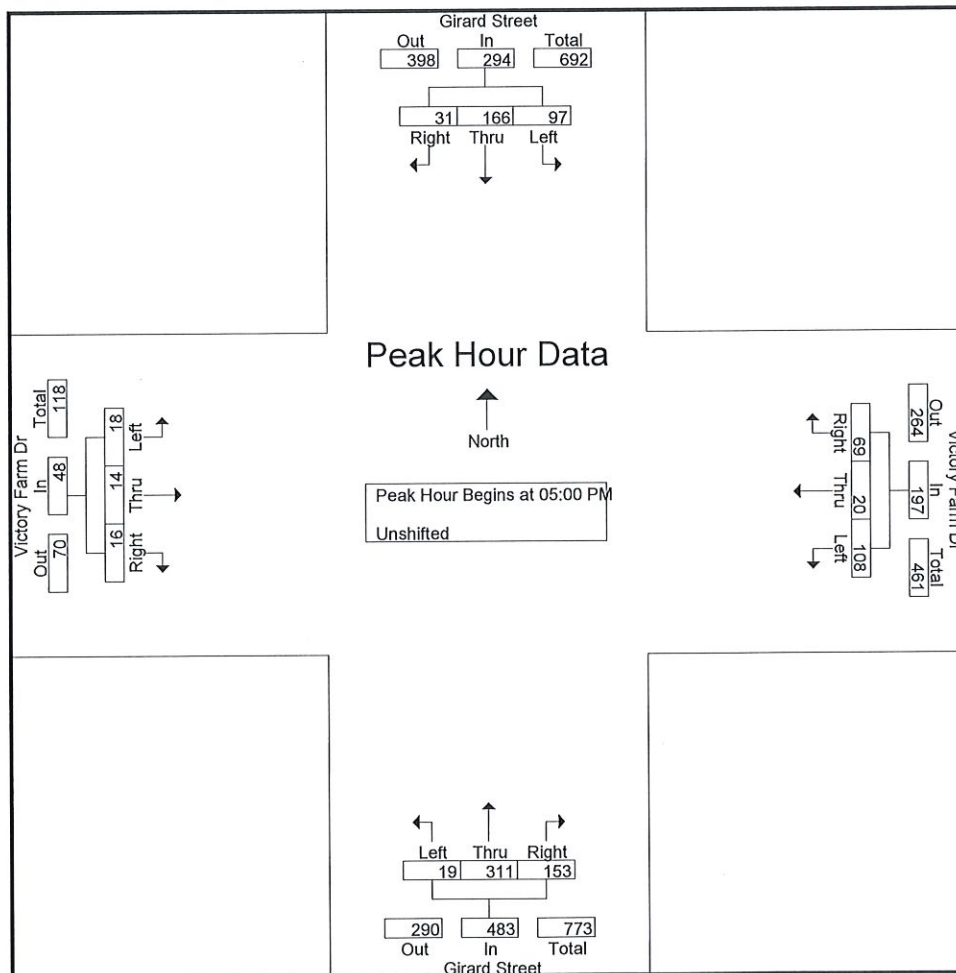 Girard Street
Out In Total
398 294 692
31 166 97
Right Thru Left
Peak Hour Data
North
Peak Hour Begins at 05:00 PM
Unshifted
Victory Farm Dr
Total In Out
118 48 70
18 14 16
Left Thru Right
Victory Farm Dr
Out In Total
264 197 461
69 20 108
Right Thru Left
Left Thru Right
19 311 153
290 483 773
Out In Total
Girard Street